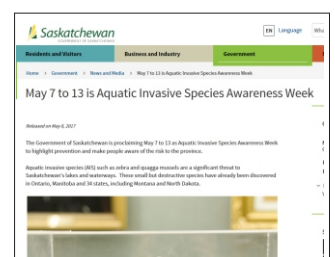 Saskatchewan
EN Language
Residents and Visitors Business and Industry Government
Home Government News and Media May 7 to 13 is Aquatic Invasive Species Awareness Week
May 7 to 13 is Aquatic Invasive Species Awareness Week
Released on May 6, 2017
The Government of Saskatchewan is proclaiming May 7 to 13 as Aquatic Invasive Species Awareness Week
to highlight prevention and make people aware of the risk to the province.
Aquatic invasive species (AIS) such as zebra and quagga mussels are a significant threat to
Saskatchewan's lakes and waterways. These small but destructive species have already been discovered
in Ontario, Manitoba and 34 states, including Montana and North Dakota.